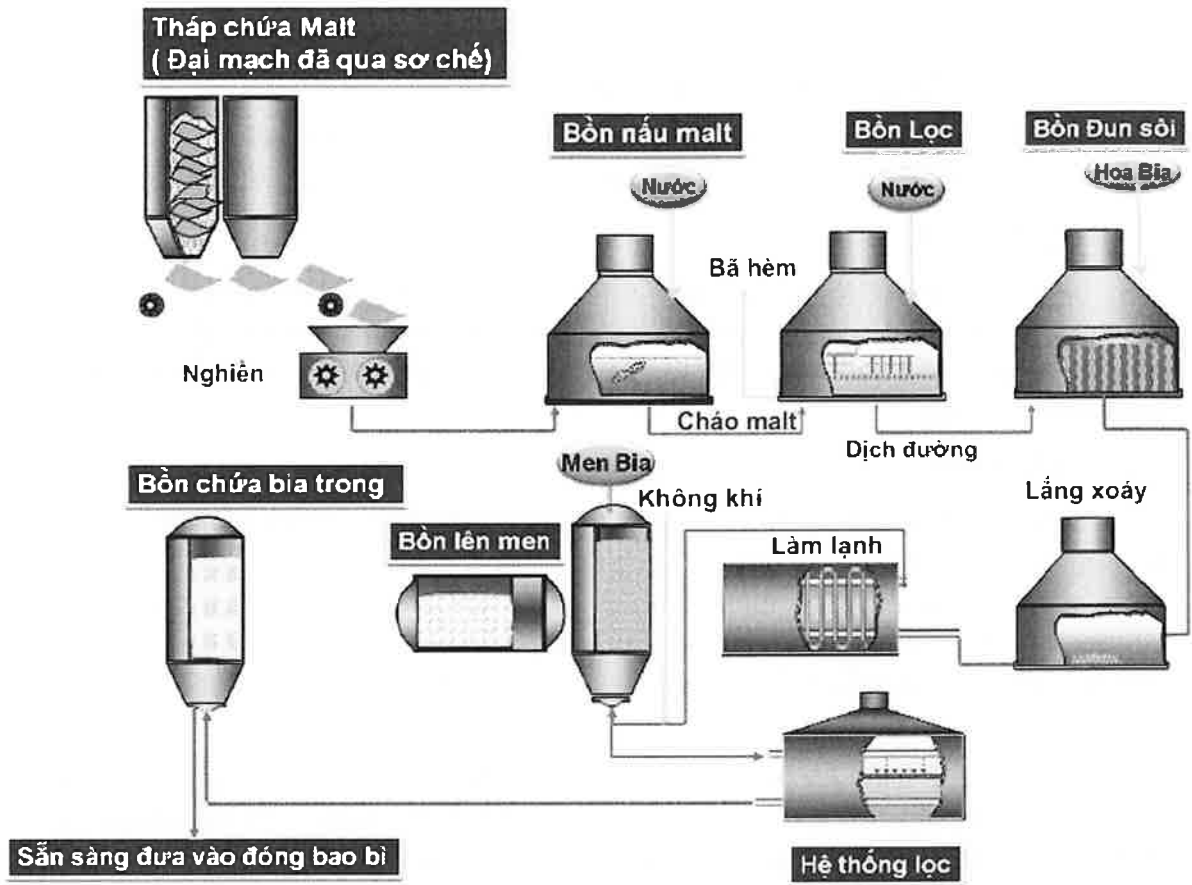 Tháp chứa Malt
( Đại mạch đã qua sơ chế)
Bồn nấu malt
Bồn Lọc
Bồn Đun sôi
Nước
Nước
Hoa Bia
Bã hèm
Nghiền
Cháo malt
Dịch đường
Bồn chứa bia trong
Men Bia
Không khí
Lắng xoáy
Bồn lên men
Làm lạnh
Sẵn sàng đưa vào đóng bao bì
Hệ thống lọc